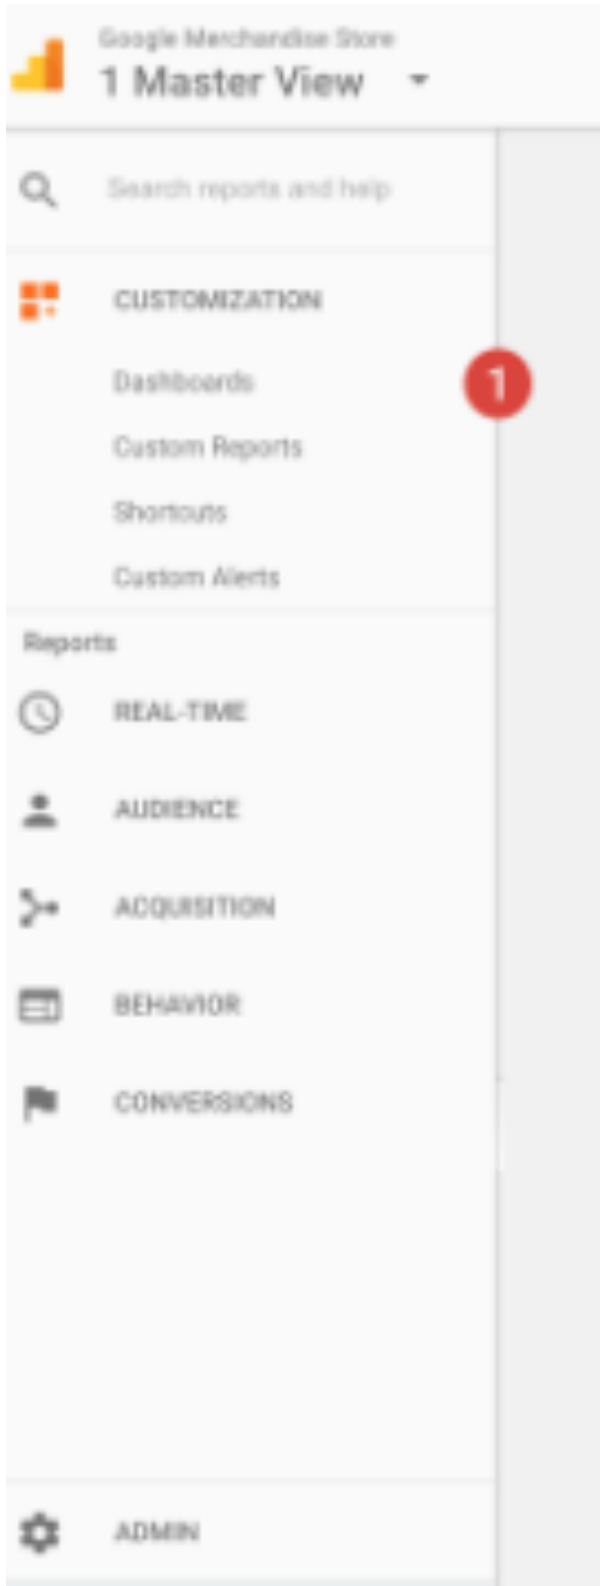 Google Merchandise Store
1 Master View
Search reports and help
CUSTOMIZATION
Dashboards
1
Custom Reports
Shortcuts
Custom Alerts
Reports
REAL-TIME
AUDIENCE
ACQUISITION
BEHAVIOR
CONVERSIONS
ADMIN